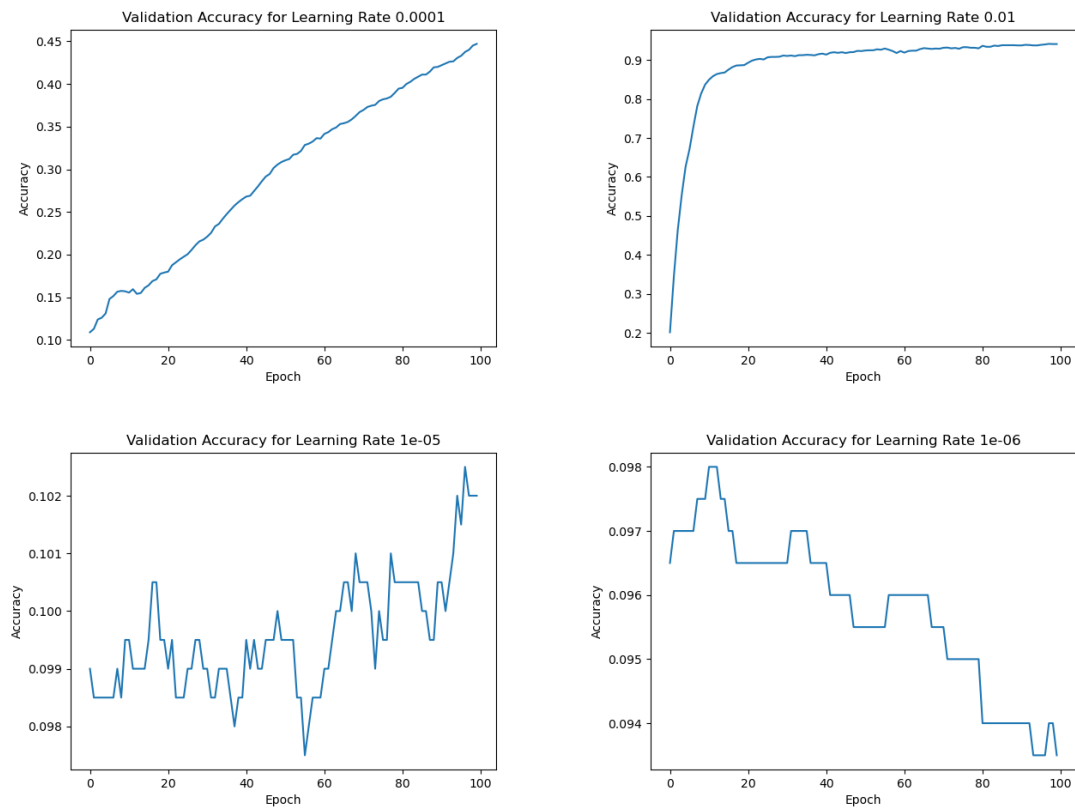 Validation Accuracy for Learning Rate 0.0001
0.45
0.40
0.35
0.30
0.25
0.20
0.15
0.10
Accuracy
0 20 40 60 80 100
Epoch
Validation Accuracy for Learning Rate 0.01
0.9
0.8
0.7
0.6
0.5
0.4
0.3
0.2
Accuracy
0 20 40 60 80 100
Epoch
Validation Accuracy for Learning Rate 1e-05
0.102
0.101
0.100
0.099
0.098
Accuracy
0 20 40 60 80 100
Epoch
Validation Accuracy for Learning Rate 1e-06
0.098
0.097
0.096
0.095
0.094
Accuracy
0 20 40 60 80 100
Epoch